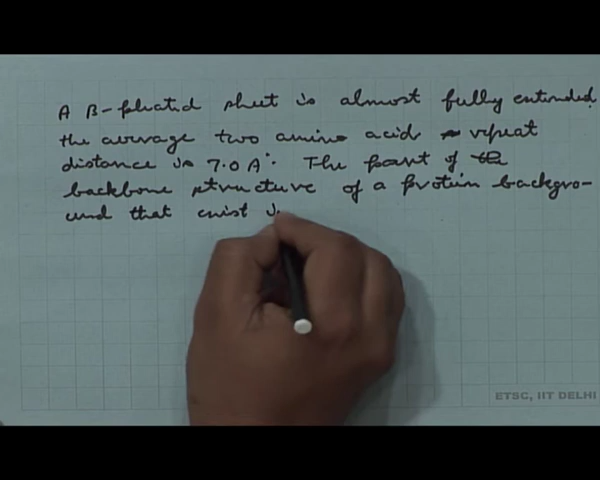 A β-pleated sheet is almost fully extended
the average two amino acids repeat
distance is 7.0 A°. The part of the
backbone structure of a protein backgro-
und that exist i
ETSC, IIT DELHI